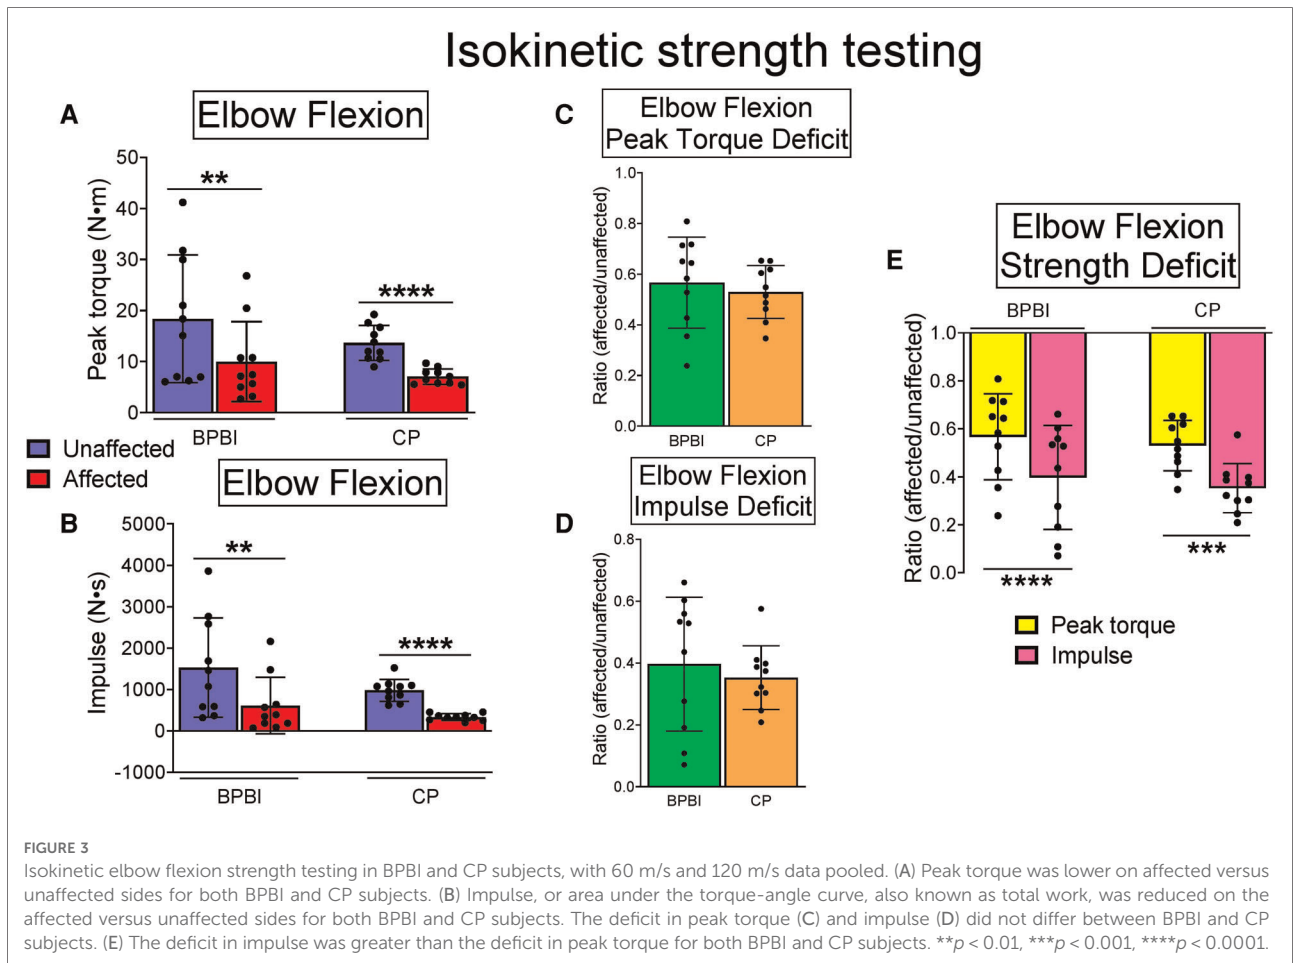 Isokinetic strength testing
A
Elbow Flexion
Peak torque (N•m)
50
40
30
20
10
0
**
****
BPBI
CP
Unaffected
Affected
B
Elbow Flexion
Impulse (N•s)
5000
4000
3000
2000
1000
0
-1000
**
****
BPBI
CP
C
Elbow Flexion
Peak Torque Deficit
Ratio (affected/unaffected)
1.0
0.8
0.6
0.4
0.2
0.0
BPBI
CP
D
Elbow Flexion
Impulse Deficit
Ratio (affected/unaffected)
0.8
0.6
0.4
0.2
0.0
BPBI
CP
E
Elbow Flexion
Strength Deficit
BPBI
CP
Ratio (affected/unaffected)
1.0
0.8
0.6
0.4
0.2
0.0
****
***
Peak torque
Impulse
FIGURE 3
Isokinetic elbow flexion strength testing in BPBI and CP subjects, with 60 m/s and 120 m/s data pooled. (A) Peak torque was lower on affected versus
unaffected sides for both BPBI and CP subjects. (B) Impulse, or area under the torque-angle curve, also known as total work, was reduced on the
affected versus unaffected sides for both BPBI and CP subjects. The deficit in peak torque (C) and impulse (D) did not differ between BPBI and CP
subjects. (E) The deficit in impulse was greater than the deficit in peak torque for both BPBI and CP subjects. **p < 0.01, ***p < 0.001, ****p < 0.0001.